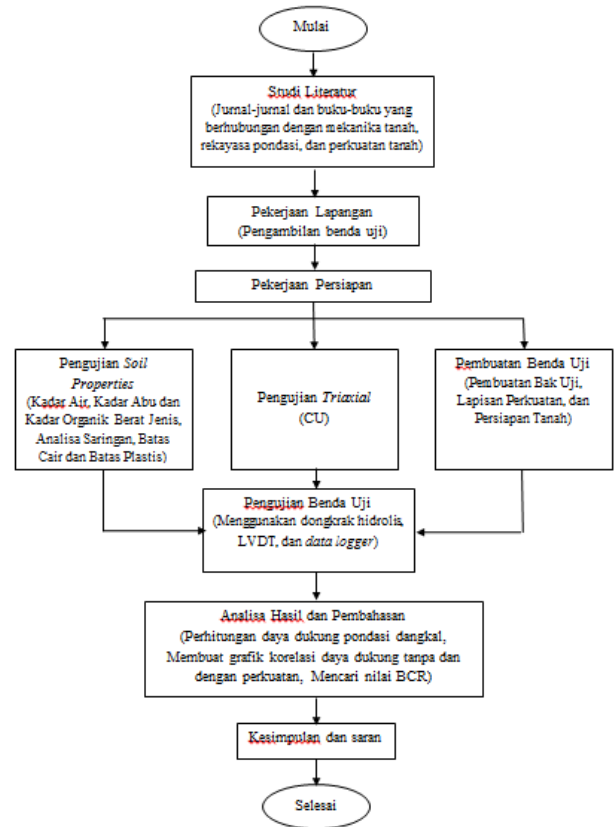 Mulai
Studi Literatur
(Jurnal-jurnal dan buku-buku yang
berhubungan dengan mekanika tanah,
rekayasa pondasi, dan perkuatan tanah)
Pekerjaan Lapangan
(Pengambilan benda uji)
Pekerjaan Persiapan
Pengujian Soil
Properties
(Kadar Air, Kadar Abu dan
Kadar Organik Berat Jenis,
Analisa Saringan, Batas
Cair dan Batas Plastis)
Pengujian Triaxial
(CU)
Pembuatan Benda Uji
(Pembuatan Bak Uji,
Lapisan Perkuatan, dan
Persiapan Tanah)
Pengujian Benda Uji
(Menggunakan dongkrak hidrolis,
LVDT, dan data logger)
Analisa Hasil dan Pembahasan
(Perhitungan daya dukung pondasi dangkal,
Membuat grafik korelasi daya dukung tanpa dan
dengan perkuatan, Mencari nilai BCR)
Kesimpulan dan saran
Selesai